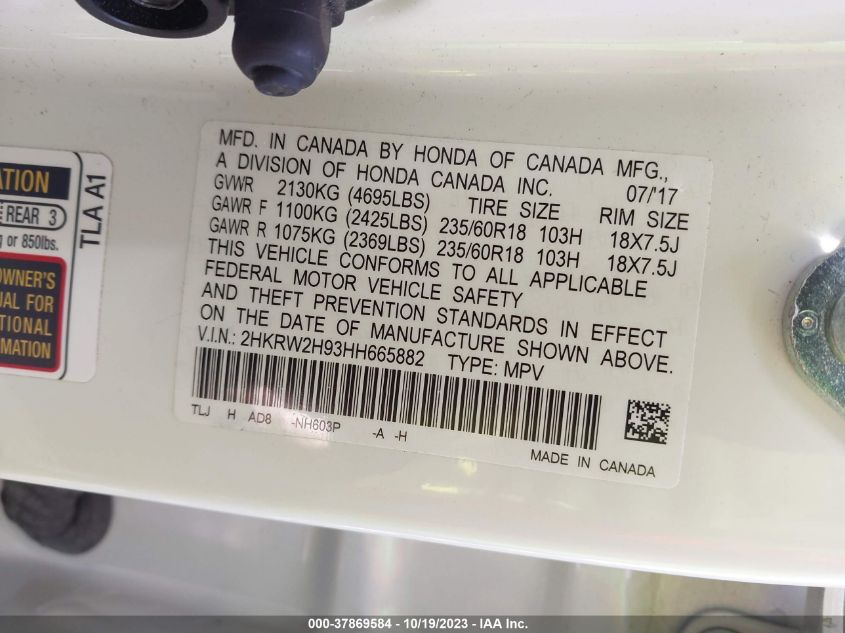 MFD. IN CANADA BY HONDA OF CANADA MFG.,
A DIVISION OF HONDA CANADA INC. 07/'17
GVWR 2130KG (4695LBS) TIRE SIZE RIM SIZE
GAWR F 1100KG (2425LBS) 235/60R18 103H 18X7.5J
GAWR R 1075KG (2369LBS) 235/60R18 103H 18X7.5J
THIS VEHICLE CONFORMS TO ALL APPLICABLE
FEDERAL MOTOR VEHICLE SAFETY
AND THEFT PREVENTION STANDARDS IN EFFECT
ON THE DATE OF MANUFACTURE SHOWN ABOVE.
V.I.N.: 2HKRW2H93HH665882 TYPE: MPV
TLJ H AD8 -NH603P -A -H
MADE IN CANADA
REAR 3
or 850lbs.
OWNER'S
FOR
TLA A1
000-37869584 - 10/19/2023 - IAA Inc.